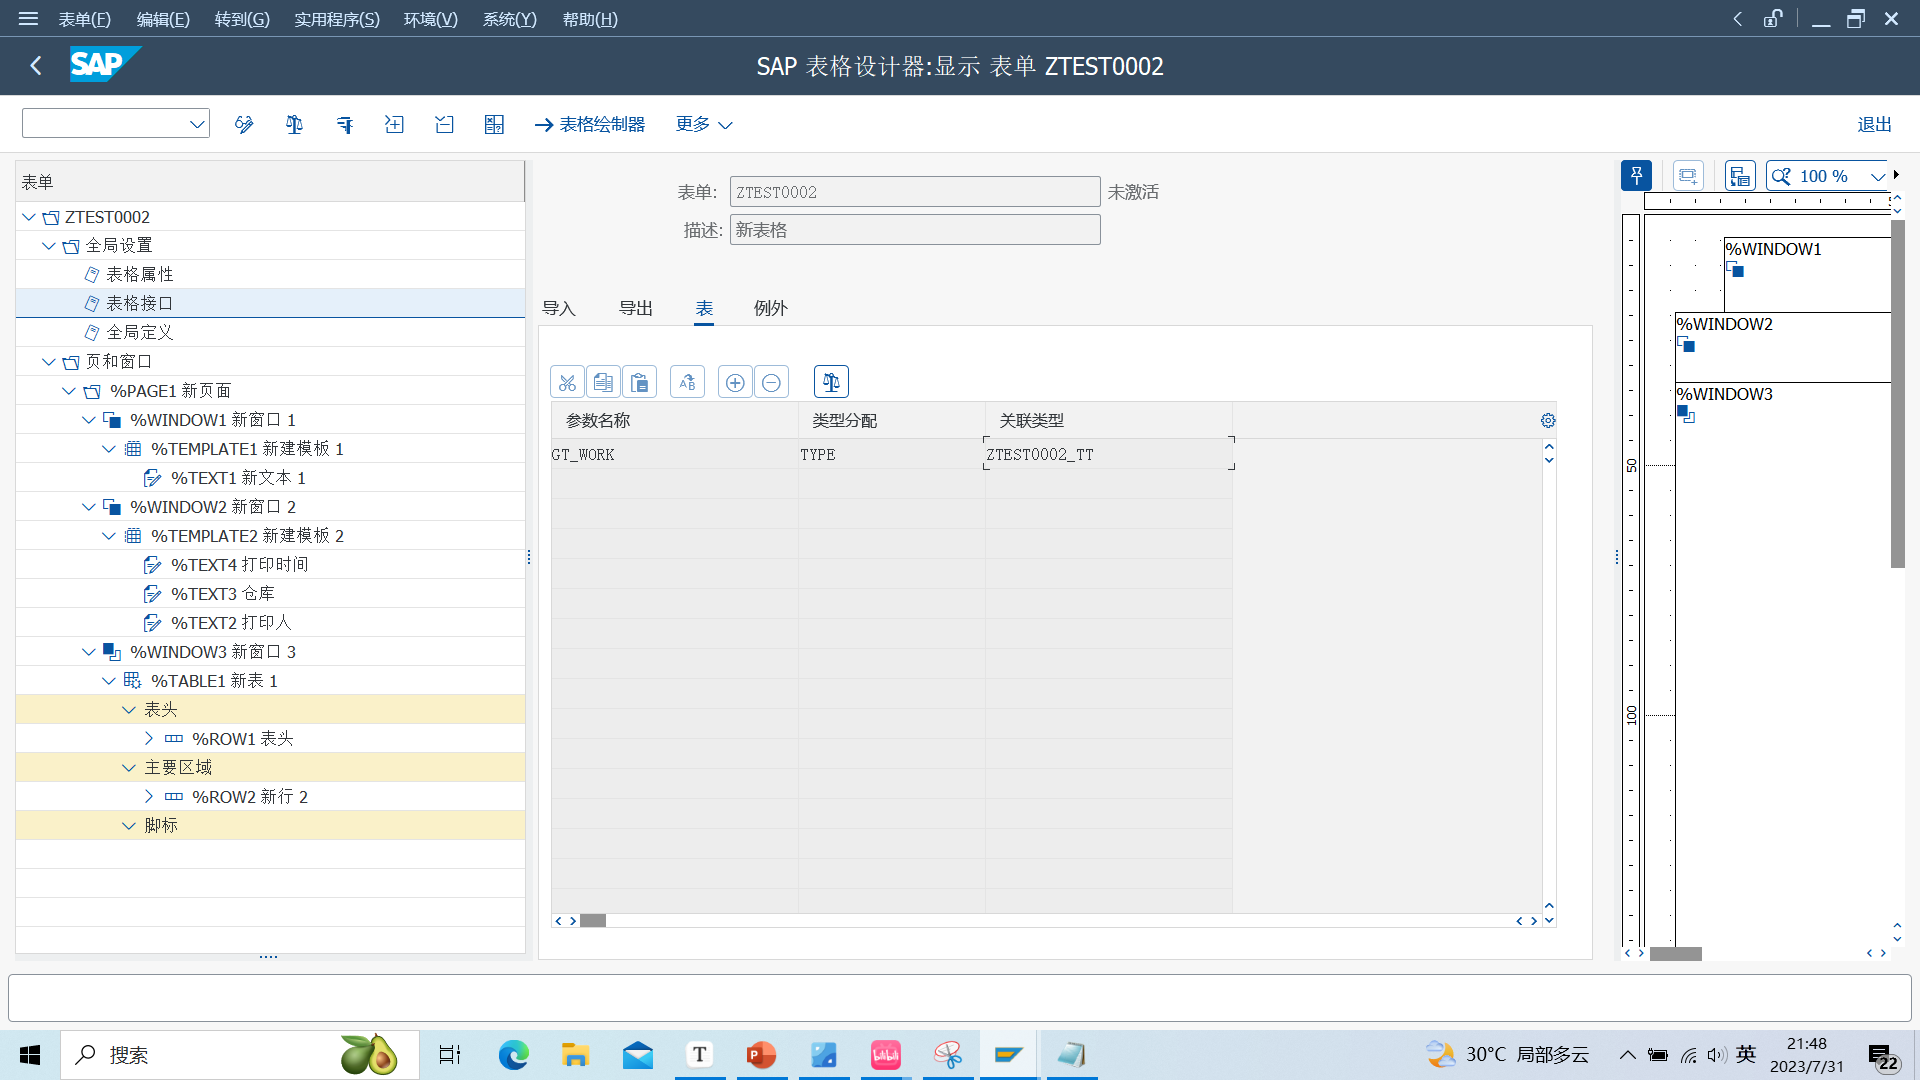 表单(F) 编辑(E) 转到(G) 实用程序(S) 环境(V) 系统(Y) 帮助(H)
SAP
SAP 表格设计器:显示 表单 ZTEST0002
表格绘制器 更多 退出
表单
ZTEST0002
全局设置
表格属性
表格接口
全局定义
页和窗口
%PAGE1 新页面
%WINDOW1 新窗口 1
%TEMPLATE1 新建模板 1
%TEXT1 新文本 1
%WINDOW2 新窗口 2
%TEMPLATE2 新建模板 2
%TEXT4 打印时间
%TEXT3 仓库
%TEXT2 打印人
%WINDOW3 新窗口 3
%TABLE1 新表 1
表头
%ROW1 表头
主要区域
%ROW2 新行 2
脚标
表单: ZTEST0002 未激活
描述: 新表格
导入 导出 表 例外
参数名称 类型分配 关联类型
GT_WORK TYPE ZTEST0002_TT
100 %
%WINDOW1
%WINDOW2
%WINDOW3
50
100
搜索
30°C 局部多云
英
21:48
2023/7/31
22